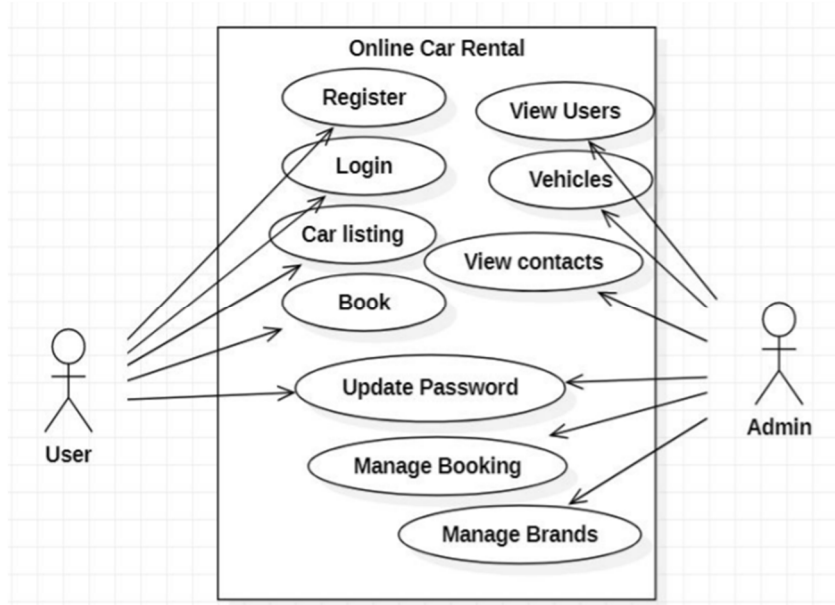 Online Car Rental
Register
View Users
Login
Vehicles
Car listing
View contacts
Book
Update Password
User
Admin
Manage Booking
Manage Brands